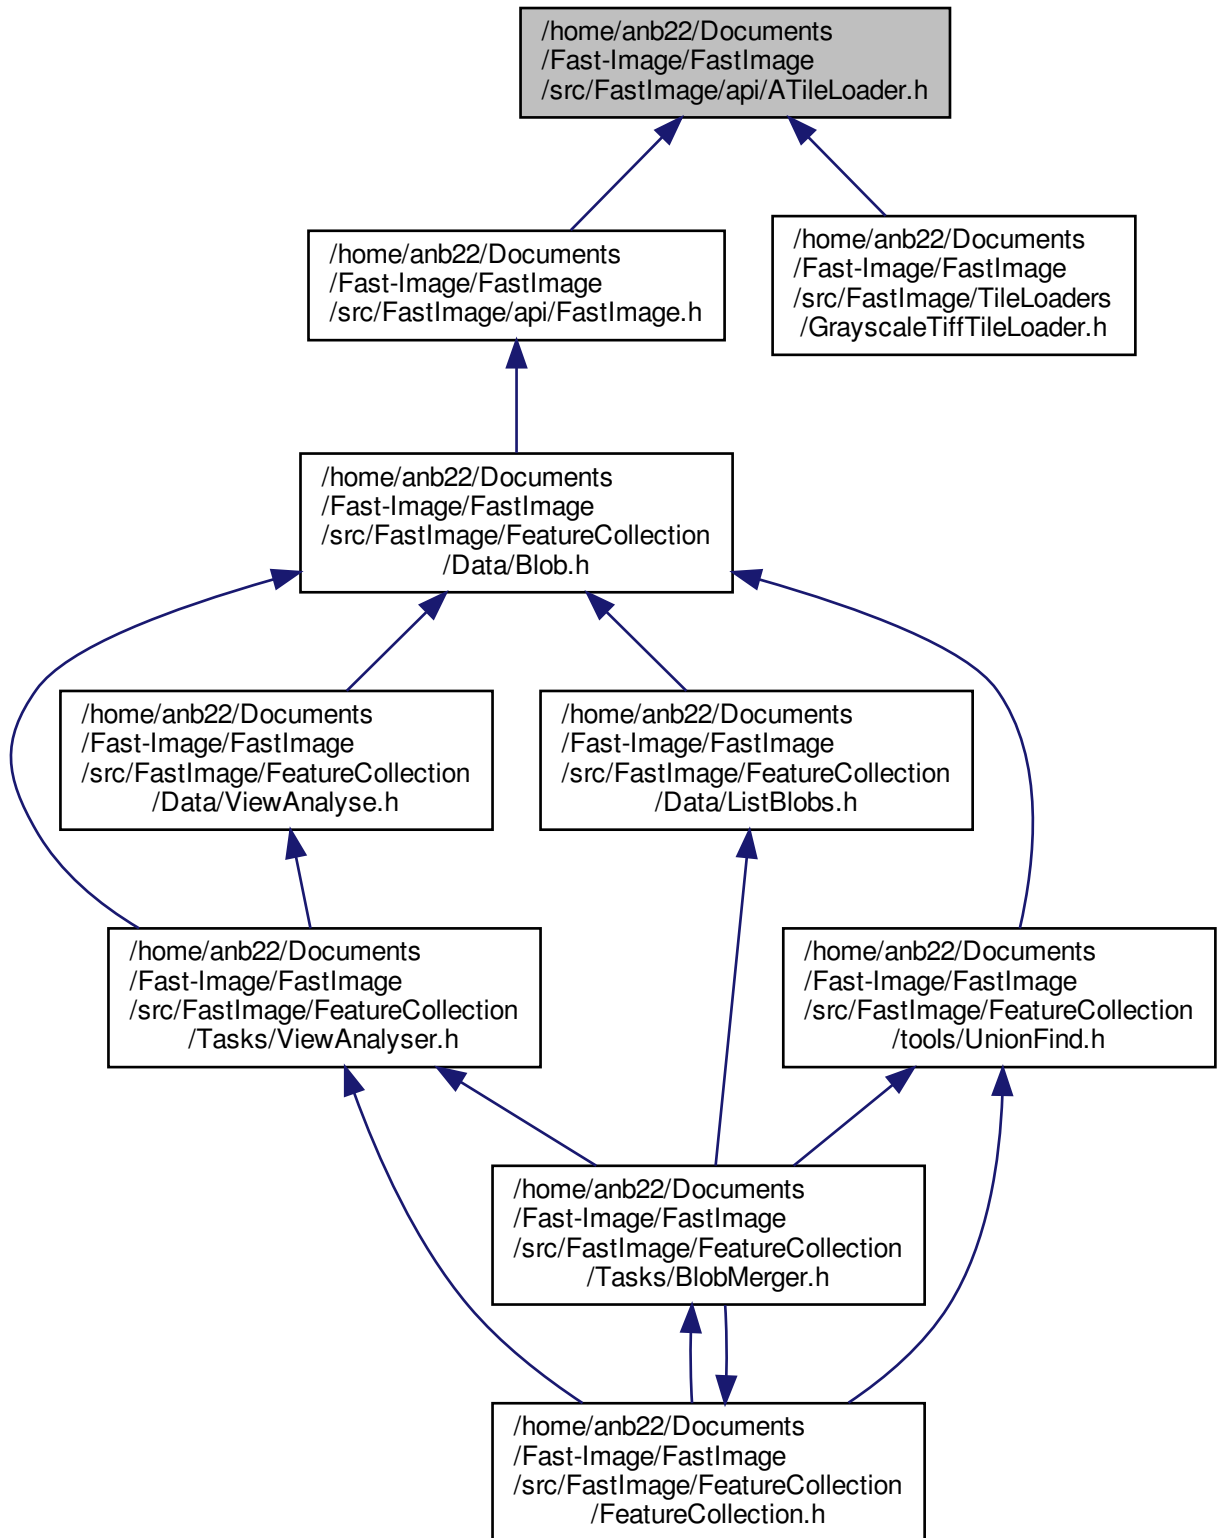 /home/anb22/Documents
/Fast-Image/FastImage
/src/FastImage/api/ATileLoader.h
/home/anb22/Documents
/Fast-Image/FastImage
/src/FastImage/api/FastImage.h
/home/anb22/Documents
/Fast-Image/FastImage
/src/FastImage/TileLoaders
/GrayscaleTiffTileLoader.h
/home/anb22/Documents
/Fast-Image/FastImage
/src/FastImage/FeatureCollection
/Data/Blob.h
/home/anb22/Documents
/Fast-Image/FastImage
/src/FastImage/FeatureCollection
/Data/ViewAnalyse.h
/home/anb22/Documents
/Fast-Image/FastImage
/src/FastImage/FeatureCollection
/Data/ListBlobs.h
/home/anb22/Documents
/Fast-Image/FastImage
/src/FastImage/FeatureCollection
/Tasks/ViewAnalyser.h
/home/anb22/Documents
/Fast-Image/FastImage
/src/FastImage/FeatureCollection
/tools/UnionFind.h
/home/anb22/Documents
/Fast-Image/FastImage
/src/FastImage/FeatureCollection
/Tasks/BlobMerger.h
/home/anb22/Documents
/Fast-Image/FastImage
/src/FastImage/FeatureCollection
/FeatureCollection.h